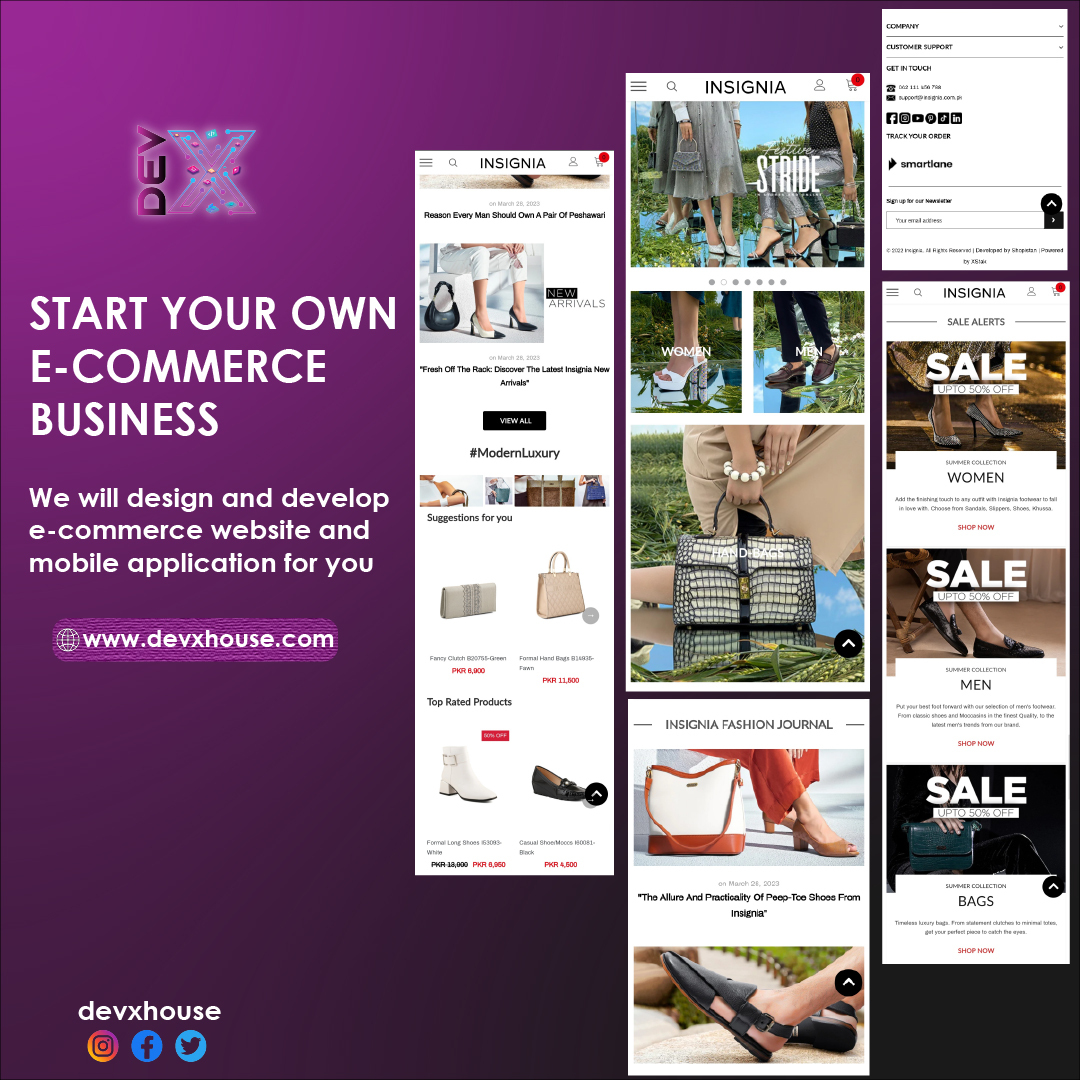 DEV X
START YOUR OWN
E-COMMERCE
BUSINESS
We will design and develop
e-commerce website and
mobile application for you
www.devxhouse.com
devxhouse
INSIGNIA
0
on March 28, 2023
Reason Every Man Should Own A Pair Of Peshawari
NEW
ARRIVALS
on March 28, 2023
"Fresh Off The Rack: Discover The Latest Insignia New
Arrivals"
VIEW ALL
#ModernLuxury
Suggestions for you
Fancy Clutch B20755-Green
PKR 6,900
Formal Hand Bags B14935-
Fawn
PKR 11,500
Top Rated Products
50% OFF
Formal Long Shoes I53093-
White
PKR 13,900 PKR 6,950
Casual Shoe/Moccs I60081-
Black
PKR 4,500
INSIGNIA
0
Festive
STRIDE
IN STORES AND ONLINE
WOMEN
MEN
HAND BAGS
INSIGNIA FASHION JOURNAL
on March 28, 2023
"The Allure And Practicality Of Peep-Toe Shoes From
Insignia"
COMPANY
CUSTOMER SUPPORT
GET IN TOUCH
support@insignia.com.pk
TRACK YOUR ORDER
smartlane
Sign up for our Newsletter
Your email address
© 2022 Insignia. All Rights Reserved | Developed by Shopistan | Powered
by XStak
INSIGNIA
0
SALE ALERTS
SALE
UPTO 50% OFF
SUMMER COLLECTION
WOMEN
Add the finishing touch to any outfit with Insignia footwear to fall
in love with. Choose from Sandals, Slippers, Shoes, Khussa.
SHOP NOW
SALE
UPTO 50% OFF
SUMMER COLLECTION
MEN
Put your best foot forward with our selection of men's footwear.
From classic shoes and Moccasins in the finest Quality, to the
latest men's trends from our brand.
SHOP NOW
SALE
UPTO 50% OFF
SUMMER COLLECTION
BAGS
Timeless luxury bags. From statement clutches to minimal totes,
get your perfect piece to catch the eyes.
SHOP NOW